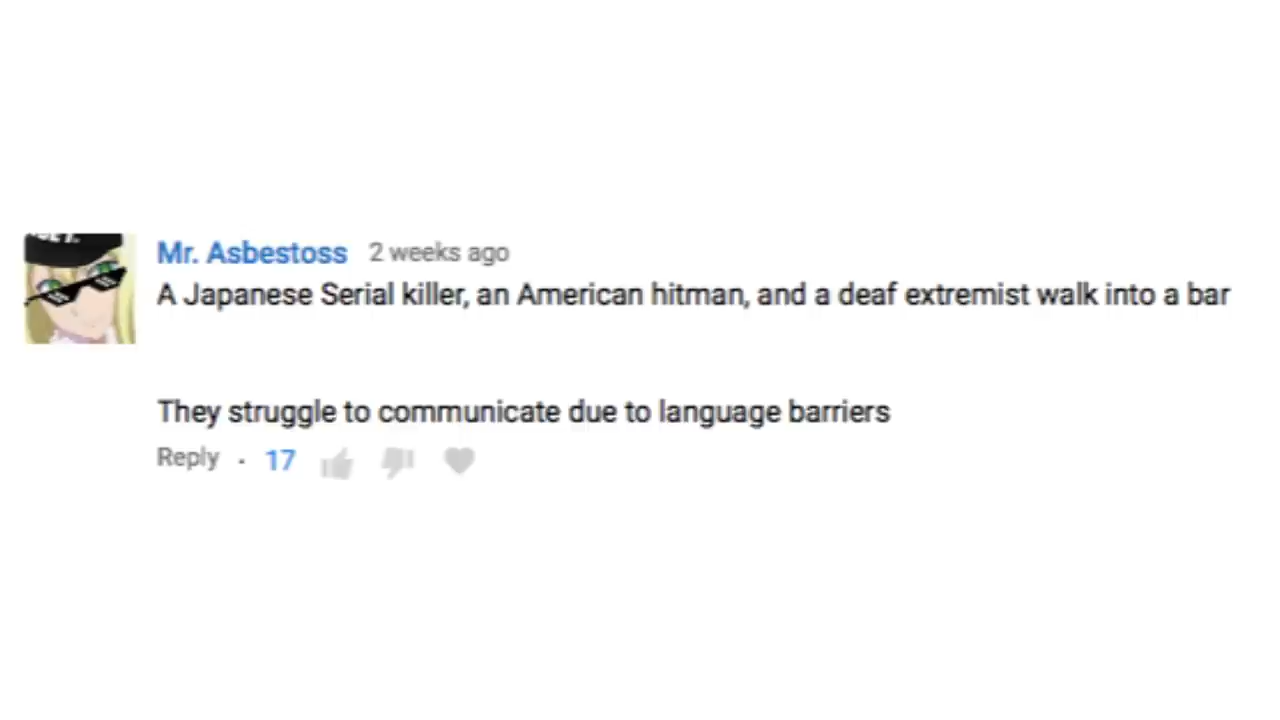 Mr. Asbestoss 2 weeks ago
A Japanese Serial killer, an American hitman, and a deaf extremist walk into a bar
They struggle to communicate due to language barriers
Reply · 17